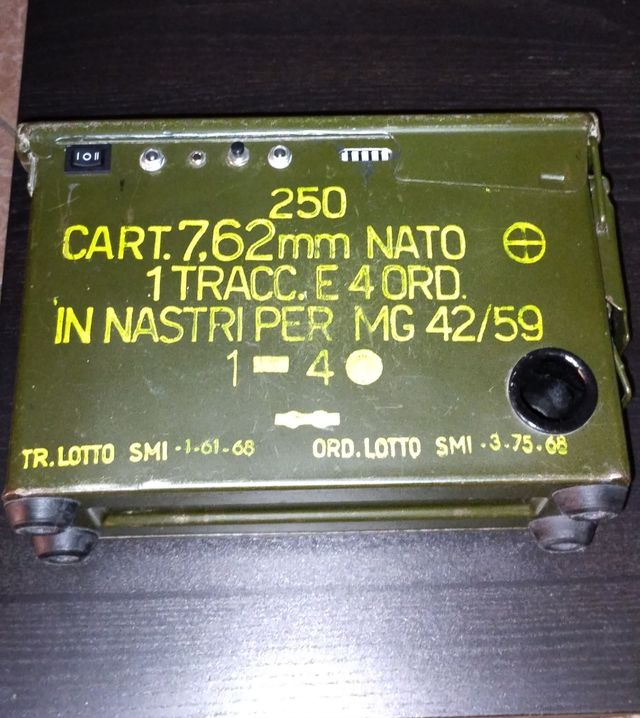 I O II
250
CART. 7,62mm NATO
1 TRACC. E 4 ORD.
IN NASTRI PER MG 42/59
1 4
TR. LOTTO SMI -1-61-68 ORD. LOTTO SMI -3-75-68